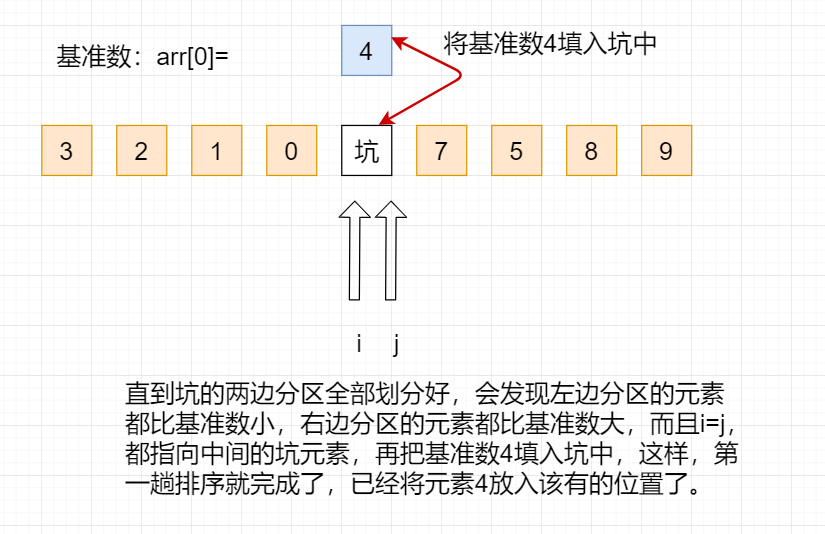 基准数：arr[0]=
4
将基准数4填入坑中
3 2 1 0 坑 7 5 8 9
i j
直到坑的两边分区全部划分好，会发现左边分区的元素
都比基准数小，右边分区的元素都比基准数大，而且i=j，
都指向中间的坑元素，再把基准数4填入坑中，这样，第
一趟排序就完成了，已经将元素4放入该有的位置了。